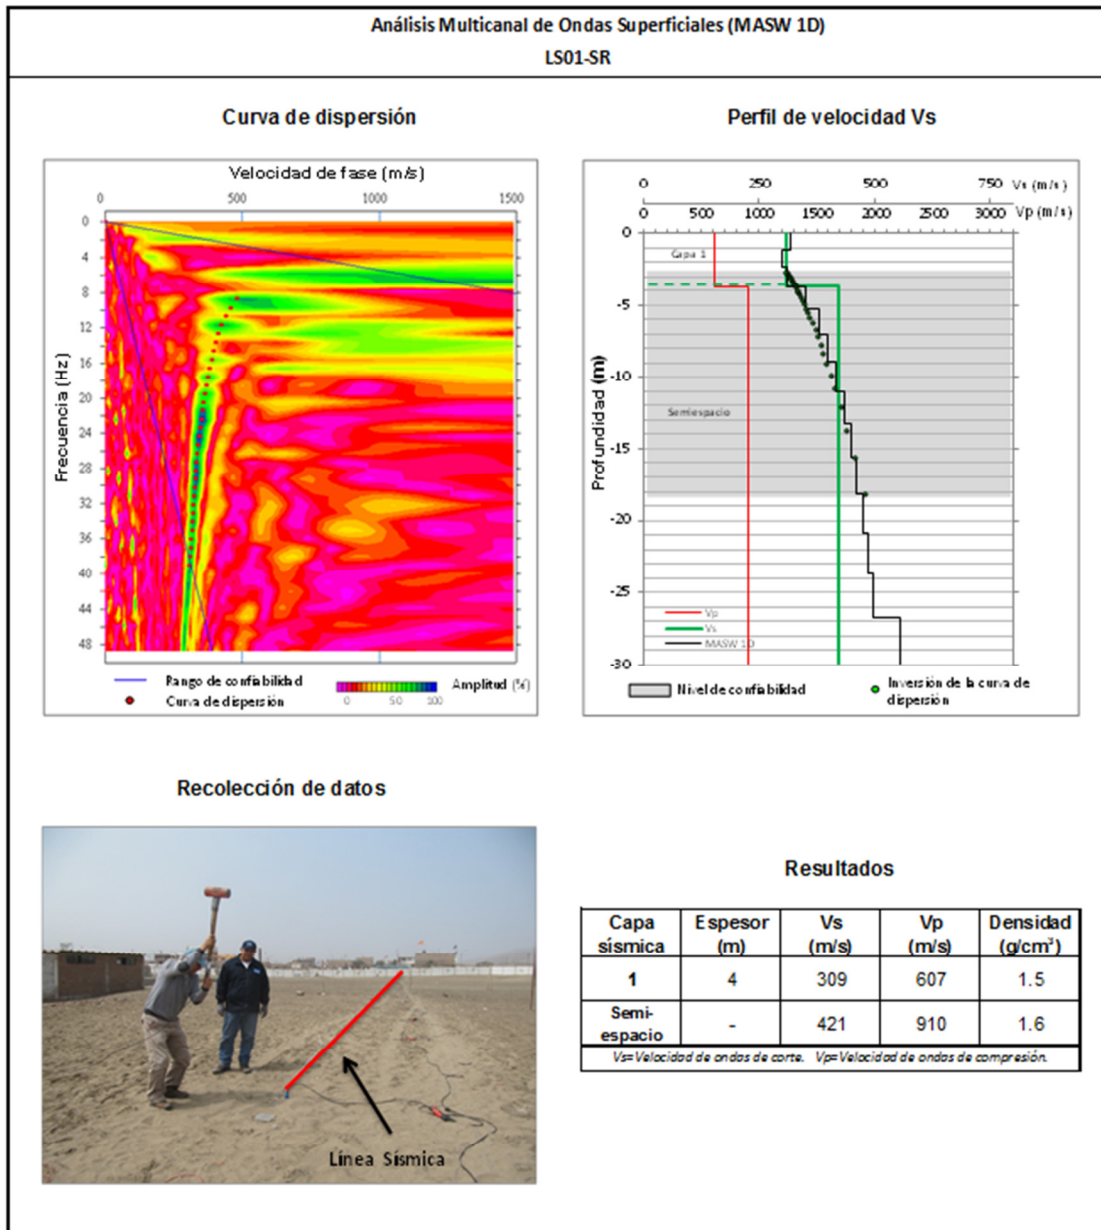 Análisis Multicanal de Ondas Superficiales (MASW 1D)
LS01-SR
Curva de dispersión
Velocidad de fase (m/s)
0 500 1000 1500
Frecuencia (Hz)
0
4
8
12
16
20
24
28
32
36
40
44
48
Rango de confiabilidad
Curva de dispersión
Amplitud (%)
0 50 100
Perfil de velocidad Vs
0 250 500 750 Vs (m/s)
0 500 1000 1500 2000 2500 3000 Vp (m/s)
Profundidad (m)
0
-5
-10
-15
-20
-25
-30
Capa 1
Semiespacio
Vp
Vs
MASW 1D
Nivel de confiabilidad
Inversión de la curva de
dispersión
Recolección de datos
Línea Sísmica
Resultados
Capa sísmica Espesor (m) Vs (m/s) Vp (m/s) Densidad (g/cm³)
1 4 309 607 1.5
Semi-espacio - 421 910 1.6
Vs=Velocidad de ondas de corte. Vp=Velocidad de ondas de compresión.